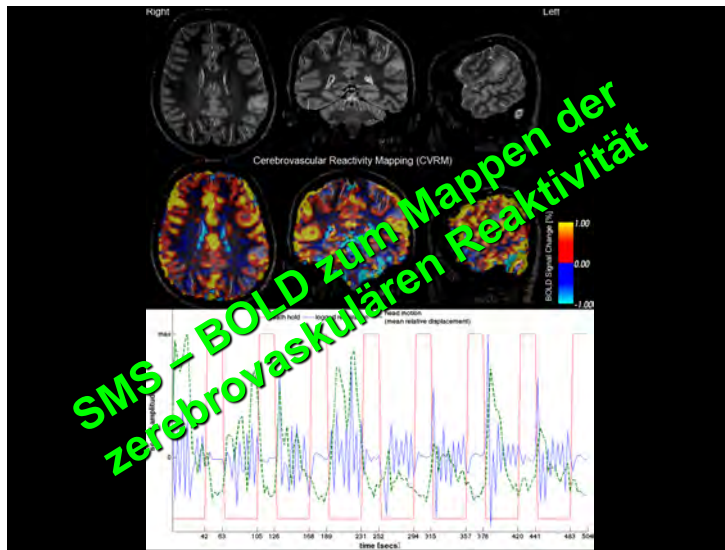 Right Left
Cerebrovascular Reactivity Mapping (CVRM)
SMS – BOLD zum Mappen der
zerebrovaskulären Reaktivität
BOLD Signal Change [%]
1.00
0.00
-1.00
head motion
(mean relative displacement)
max
0
42 63 105 126 168 189 231 252 294 315 357 378 420 441 483 504
time [secs]